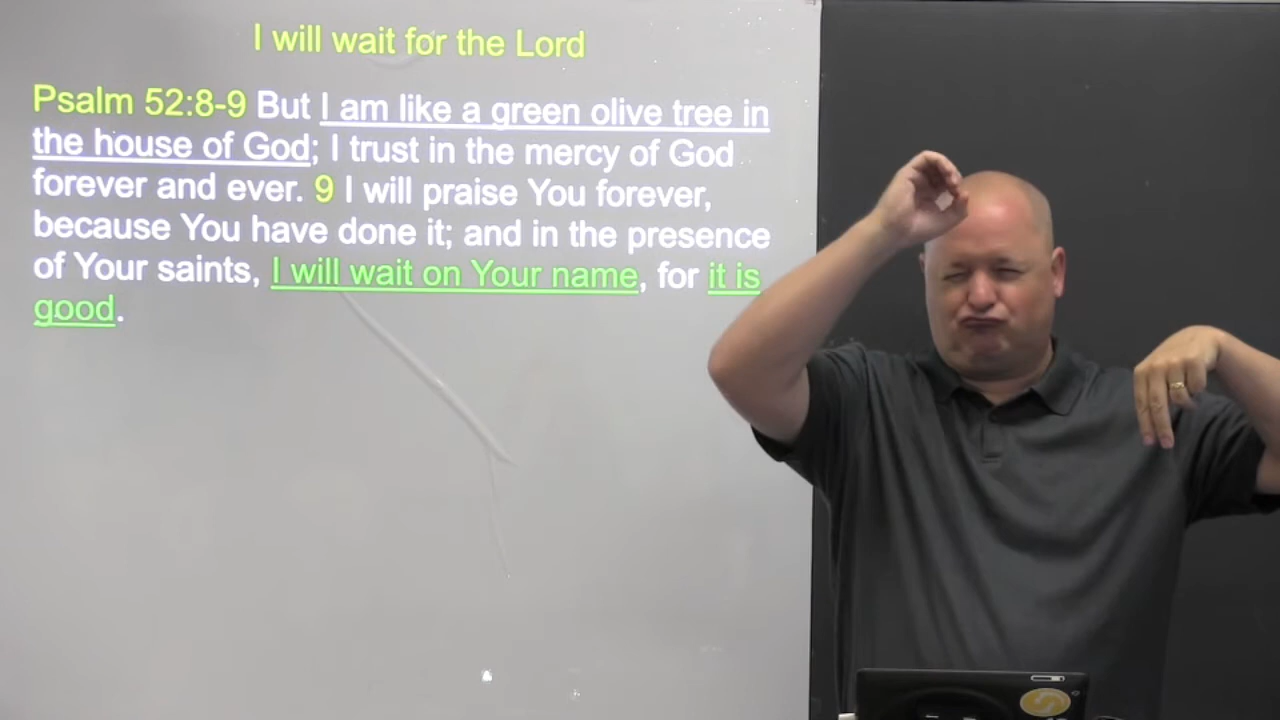 I will wait for the Lord
Psalm 52:8-9 But I am like a green olive tree in
the house of God; I trust in the mercy of God
forever and ever. 9 I will praise You forever,
because You have done it; and in the presence
of Your saints, I will wait on Your name, for it is
good.